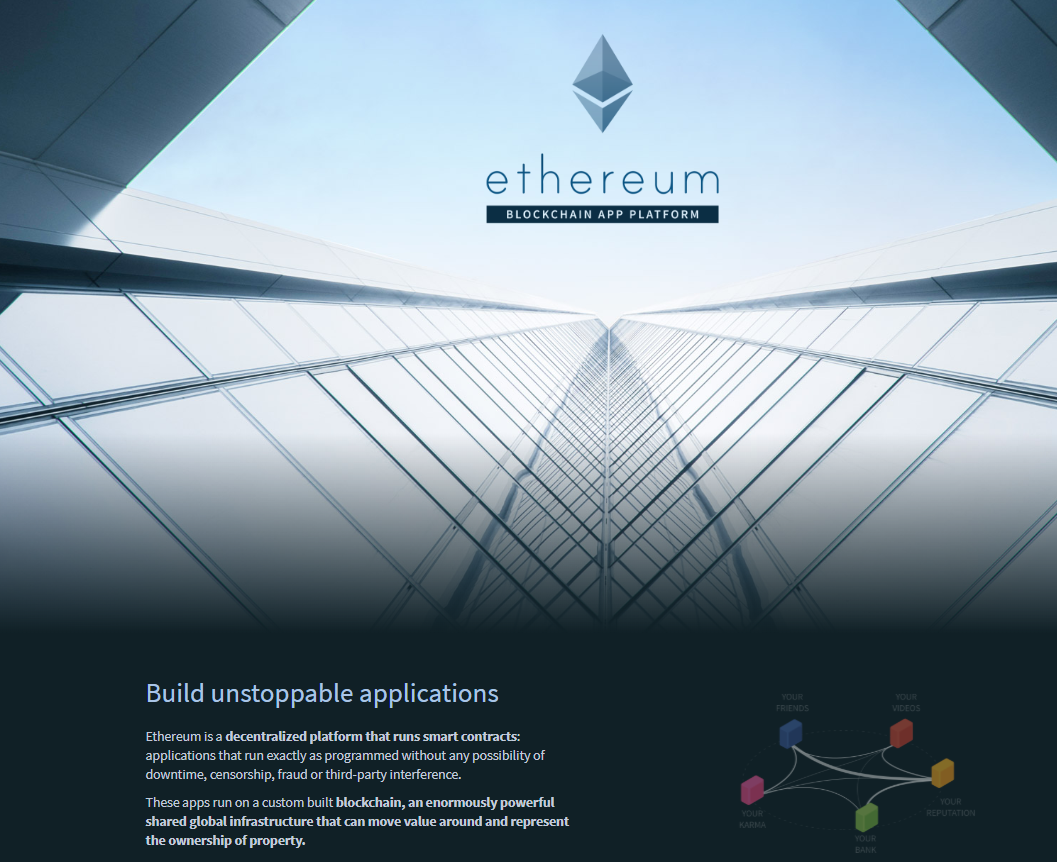 ethereum
BLOCKCHAIN APP PLATFORM
Build unstoppable applications
Ethereum is a decentralized platform that runs smart contracts:
applications that run exactly as programmed without any possibility of
downtime, censorship, fraud or third-party interference.
These apps run on a custom built blockchain, an enormously powerful
shared global infrastructure that can move value around and represent
the ownership of property.
YOUR
FRIENDS
YOUR
VIDEOS
YOUR
KARMA
YOUR
REPUTATION
YOUR
BANK